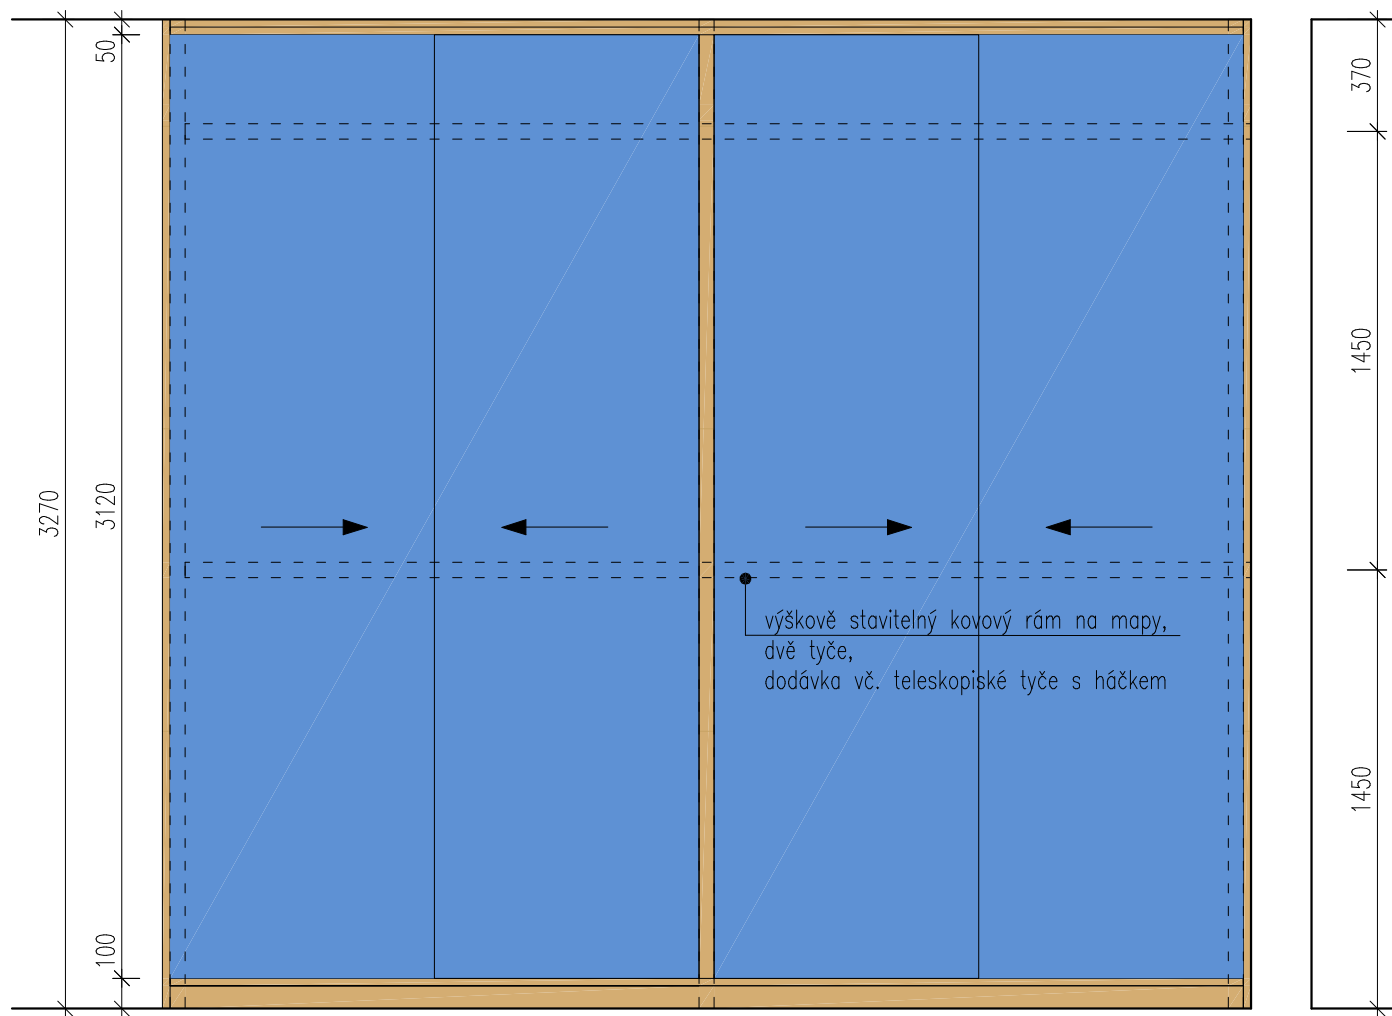 50
370
1450
3270
3120
výškově stavitelný kovový rám na mapy,
dvě tyče,
dodávka vč. teleskopiské tyče s háčkem
1450
100